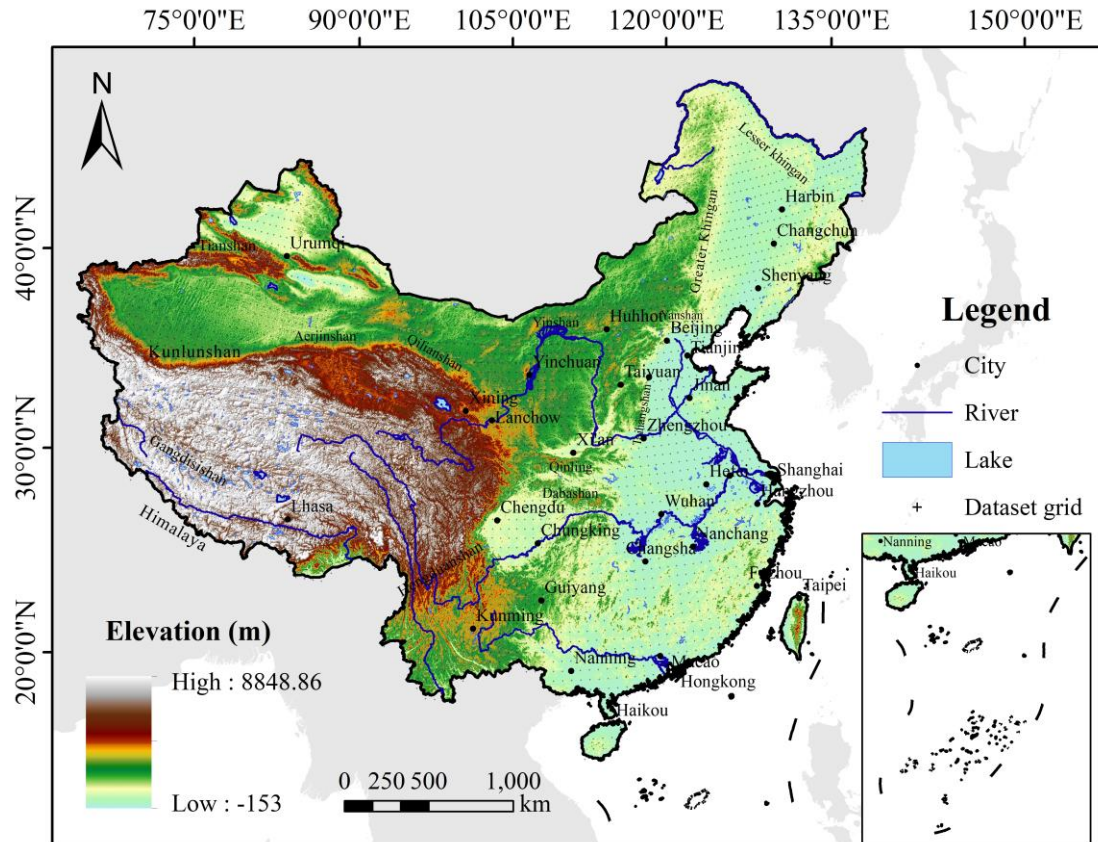 75°0'0"E 90°0'0"E 105°0'0"E 120°0'0"E 135°0'0"E 150°0'0"E
N
40°0'0"N
30°0'0"N
20°0'0"N
Lesser Khingan
Greater Khingan
Harbin
Changchun
Shenyang
Tianshan
Urumqi
Huhhot
Yanshan
Beijing
Tianjin
Yinshan
Aerjinshan
Qilianshan
Kunlunshan
Yinchuan
Taiyuan
Jinan
Xining
Lanchow
Zhengzhou
Xi'an
Qinling
Gangdisishan
Hefei
Shanghai
Hangzhou
Dabashan
Lhasa
Himalaya
Chengdu
Wuhan
Chungking
Nanchang
Changsha
Fuzhou
Taipei
Guiyang
Kunming
Nanning
Macao
Hongkong
Haikou
Legend
City
River
Lake
Dataset grid
Nanning
Macao
Haikou
Elevation (m)
High : 8848.86
Low : -153
0 250 500 1,000
km